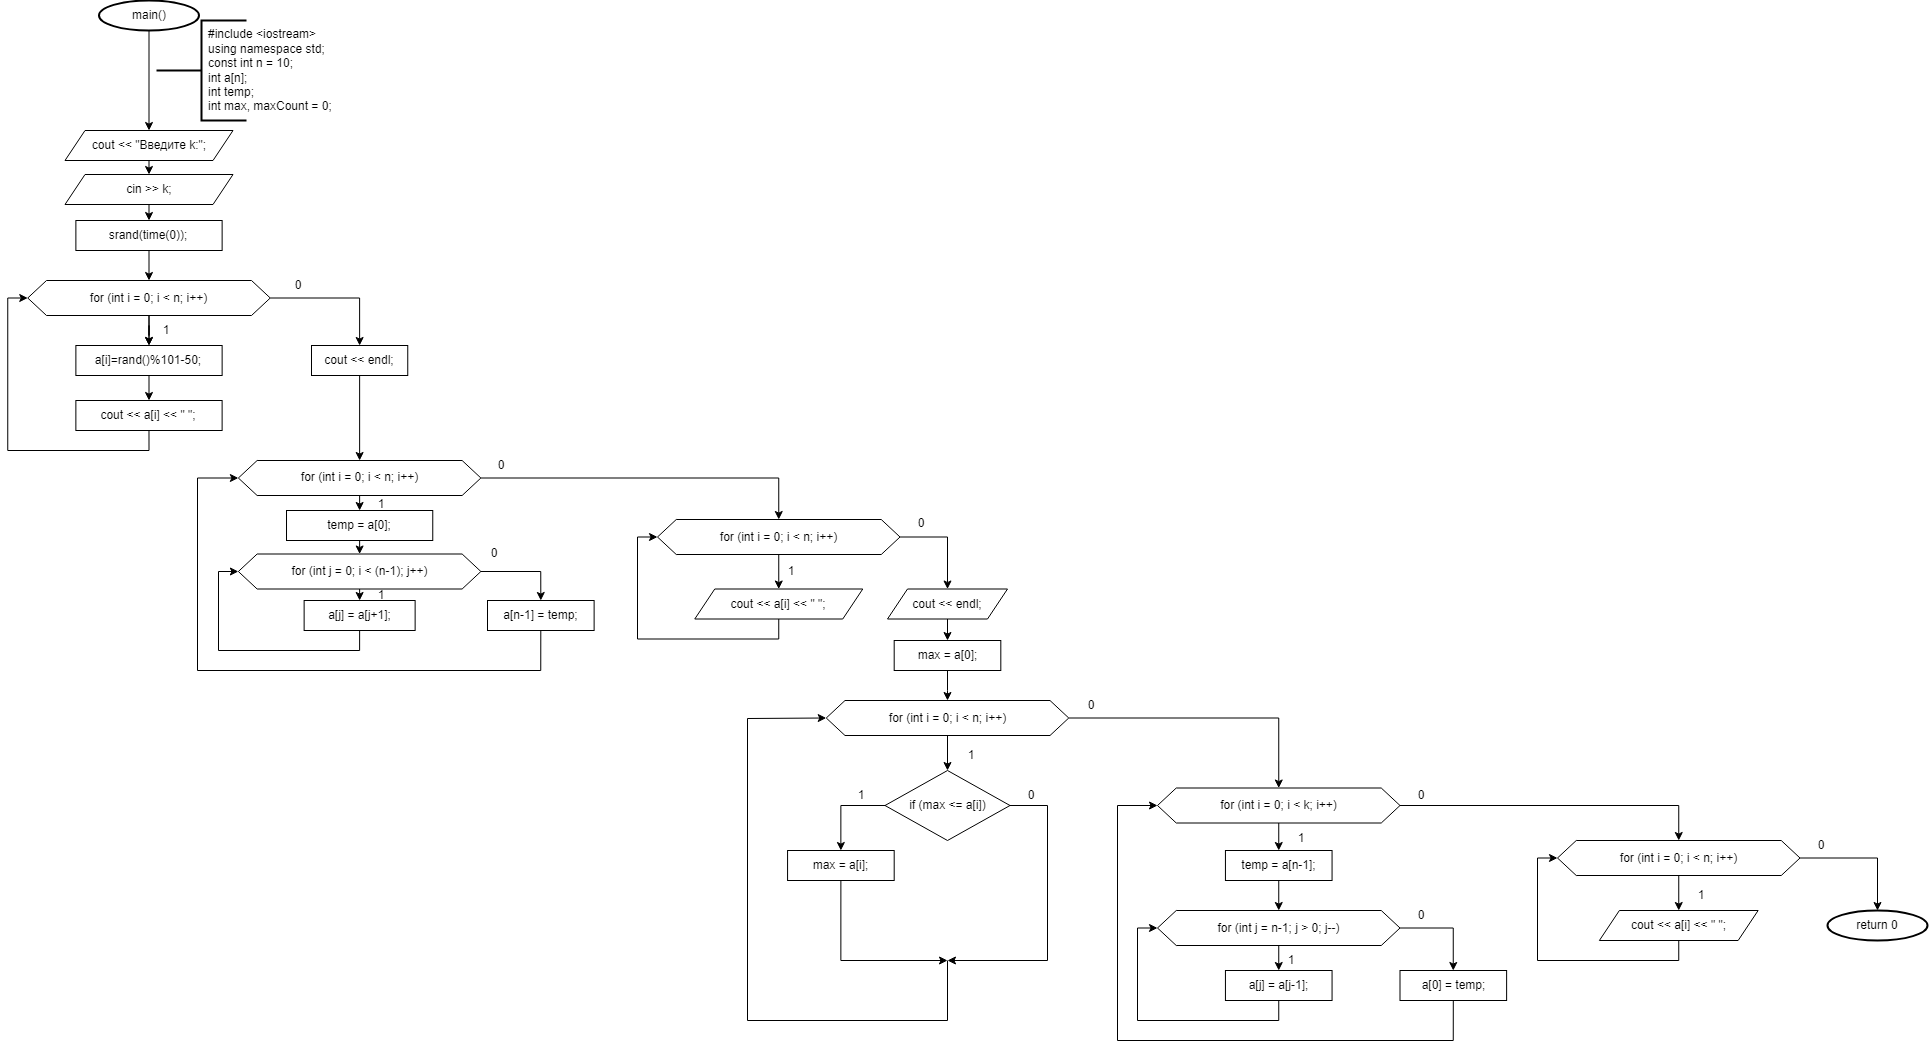 main()
#include <iostream>
using namespace std;
const int n = 10;
int a[n];
int temp;
int max, maxCount = 0;
cout << "Введите k:";
cin >> k;
srand(time(0));
for (int i = 0; i < n; i++)
0
1
a[i]=rand()%101-50;
cout << a[i] << " ";
cout << endl;
for (int i = 0; i < n; i++)
0
1
temp = a[0];
for (int j = 0; i < (n-1); j++)
0
1
a[j] = a[j+1];
a[n-1] = temp;
for (int i = 0; i < n; i++)
0
1
cout << a[i] << " ";
cout << endl;
max = a[0];
for (int i = 0; i < n; i++)
0
1
if (max <= a[i])
1
0
max = a[i];
for (int i = 0; i < k; i++)
0
1
temp = a[n-1];
for (int j = n-1; j > 0; j--)
0
1
a[j] = a[j-1];
a[0] = temp;
for (int i = 0; i < n; i++)
0
1
cout << a[i] << " ";
return 0